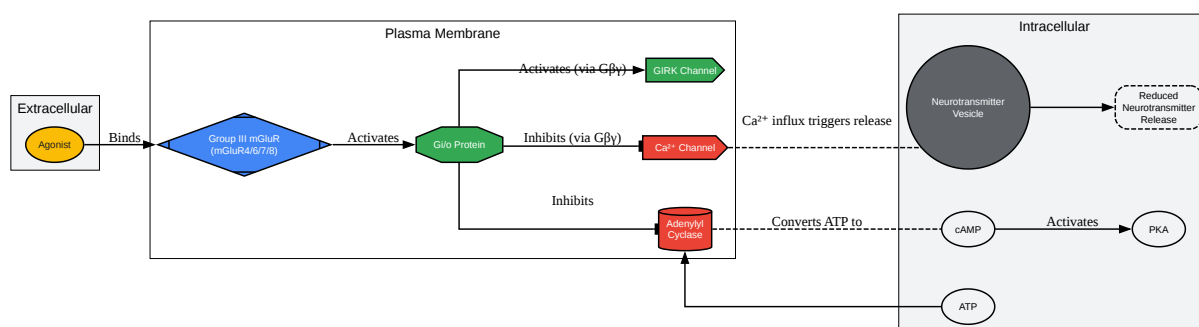 Extracellular
Agonist
Binds
Plasma Membrane
Group III mGluR
(mGluR4/6/7/8)
Activates
Gi/o Protein
Activates (via Gβγ)
GIRK Channel
Inhibits (via Gβγ)
Ca²⁺ Channel
Inhibits
Adenylyl
Cyclase
Ca²⁺ influx triggers release
Converts ATP to
Intracellular
Neurotransmitter
Vesicle
Reduced
Neurotransmitter
Release
cAMP
Activates
PKA
ATP